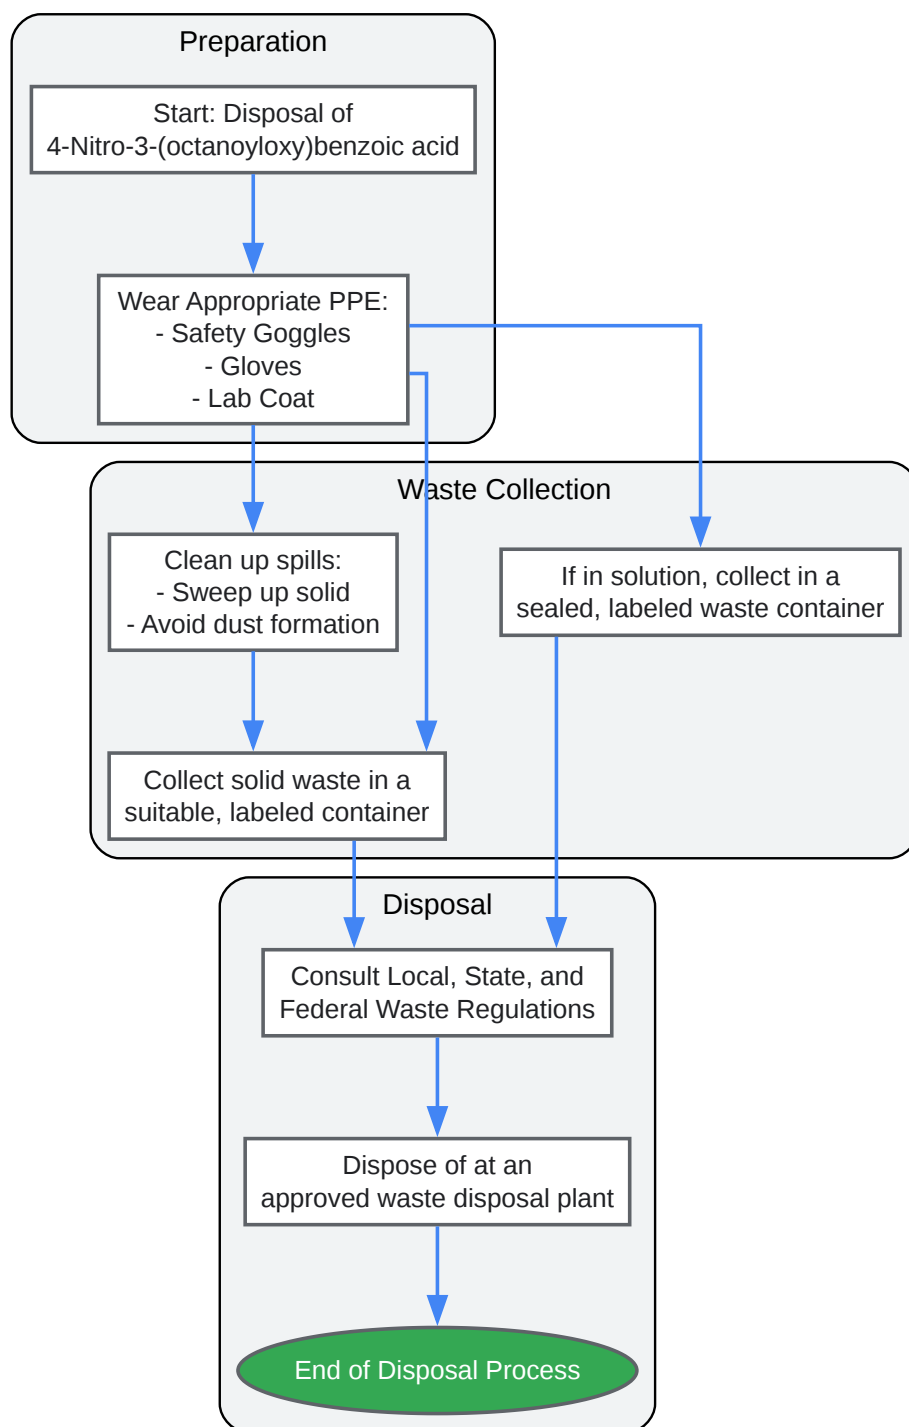 Preparation
Start: Disposal of
4-Nitro-3-(octanoyloxy)benzoic acid
Wear Appropriate PPE:
- Safety Goggles
- Gloves
- Lab Coat
Waste Collection
Clean up spills:
- Sweep up solid
- Avoid dust formation
If in solution, collect in a
sealed, labeled waste container
Collect solid waste in a
suitable, labeled container
Disposal
Consult Local, State, and
Federal Waste Regulations
Dispose of at an
approved waste disposal plant
End of Disposal Process